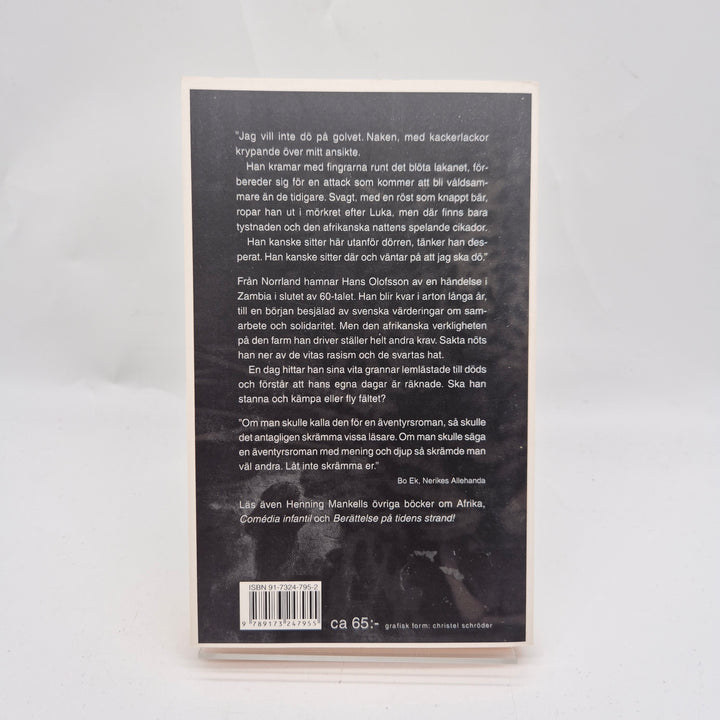 "Jag vill inte dö på golvet. Naken, med kackerlackor
krypande över mitt ansikte.
Han kramar med fingrarna runt det blöta lakanet, för-
bereder sig för en attack som kommer att bli våldsam-
mare än de tidigare. Svagt, med en röst som knappt bär,
ropar han ut i mörkret efter Luka, men där finns bara
tystnaden och den afrikanska nattens spelande cikador.
Han kanske sitter här utanför dörren, tänker han des-
perat. Han kanske sitter där och väntar på att jag ska dö."
Från Norrland hamnar Hans Olofsson av en händelse i
Zambia i slutet av 60-talet. Han blir kvar i arton långa år,
till en början besjälad av svenska värderingar om sam-
arbete och solidaritet. Men den afrikanska verkligheten
på den farm han driver ställer helt andra krav. Sakta nöts
han ner av de vitas rasism och de svartas hat.
En dag hittar han sina vita grannar lemlästade till döds
och förstår att hans egna dagar är räknade. Ska han
stanna och kämpa eller fly fältet?
"Om man skulle kalla den för en äventyrsroman, så skulle
det antagligen skrämma vissa läsare. Om man skulle säga
en äventyrsroman med mening och djup så skrämde man
väl andra. Låt inte skrämma er."
Bo Ek, Nerikes Allehanda
Läs även Henning Mankells övriga böcker om Afrika,
Comédia infantil och Berättelse på tidens strand!
ISBN 91-7324-795-2
9 789173 247955
ca 65:- grafisk form: christel schröder